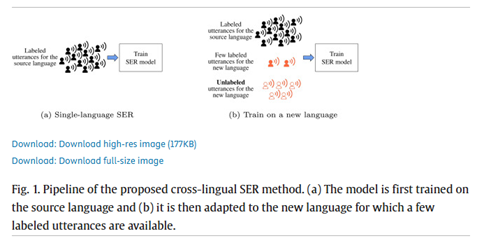 Labeled
utterances for the
source language
Train
SER model
(a) Single-language SER
Labeled
utterances for the
source language
Few labeled
utterances for the
new language
Unlabeled
utterances for the
new language
Train
SER model
(b) Train on a new language
Download: Download high-res image (177KB)
Download: Download full-size image
Fig. 1. Pipeline of the proposed cross-lingual SER method. (a) The model is first trained on
the source language and (b) it is then adapted to the new language for which a few
labeled utterances are available.